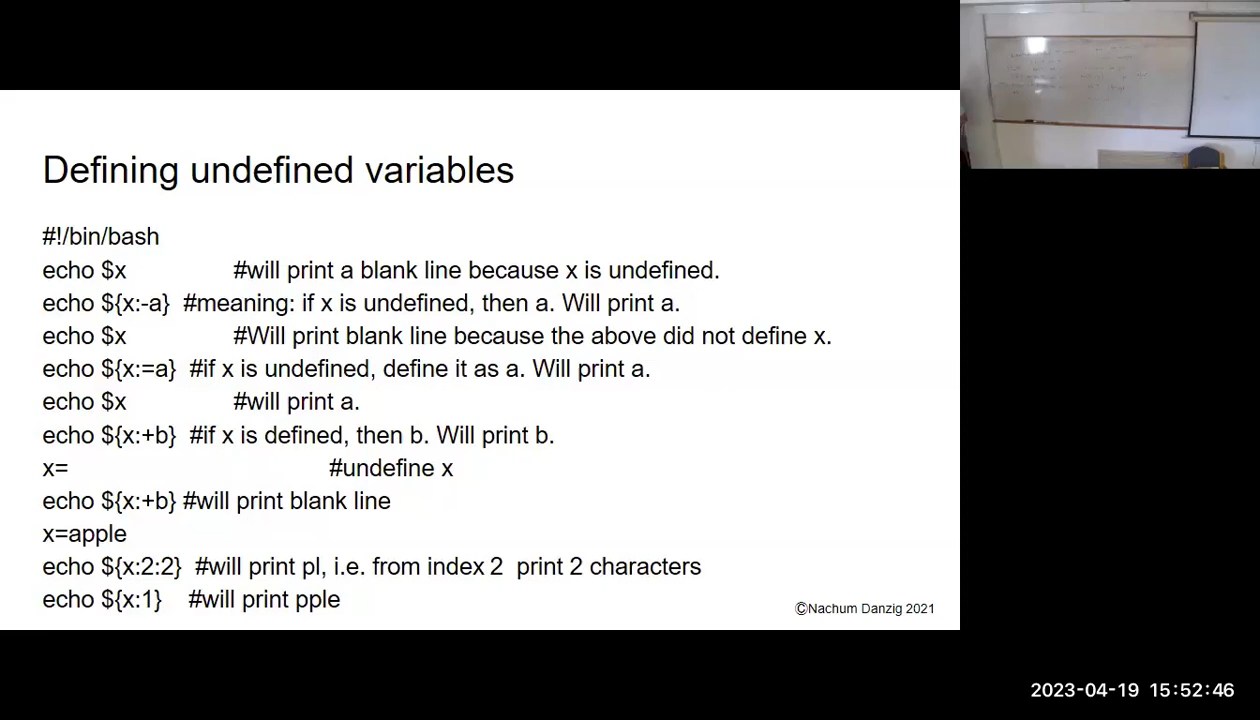 Defining undefined variables
#!/bin/bash
echo $x #will print a blank line because x is undefined.
echo ${x:-a} #meaning: if x is undefined, then a. Will print a.
echo $x #Will print blank line because the above did not define x.
echo ${x:=a} #if x is undefined, define it as a. Will print a.
echo $x #will print a.
echo ${x:+b} #if x is defined, then b. Will print b.
x= #undefine x
echo ${x:+b} #will print blank line
x=apple
echo ${x:2:2} #will print pl, i.e. from index 2 print 2 characters
echo ${x:1} #will print pple
©Nachum Danzig 2021
2023-04-19 15:52:46